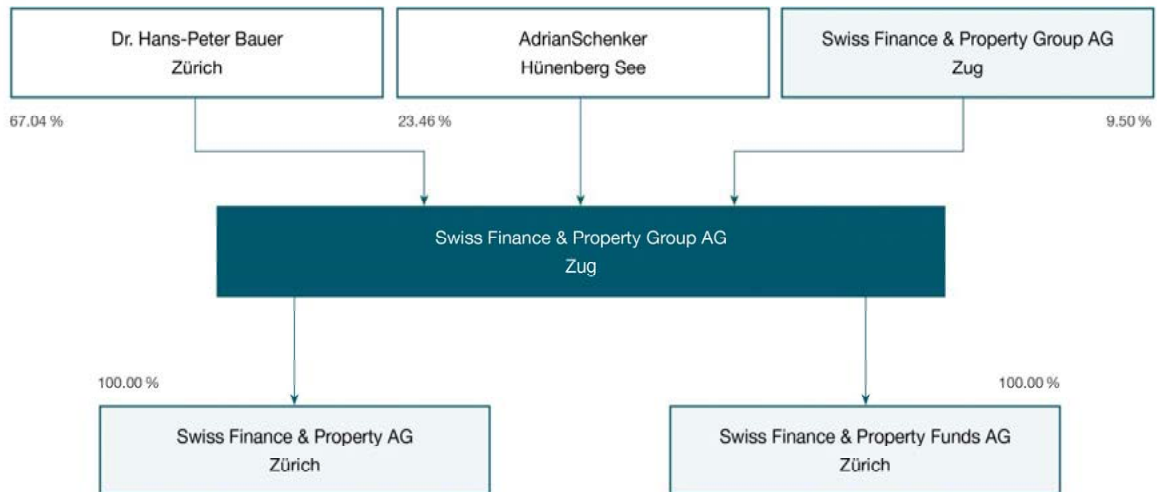 Dr. Hans-Peter Bauer
Zürich
AdrianSchenker
Hünenberg See
Swiss Finance & Property Group AG
Zug
67.04 %
23.46 %
9.50 %
Swiss Finance & Property Group AG
Zug
100.00 %
100.00 %
Swiss Finance & Property AG
Zürich
Swiss Finance & Property Funds AG
Zürich